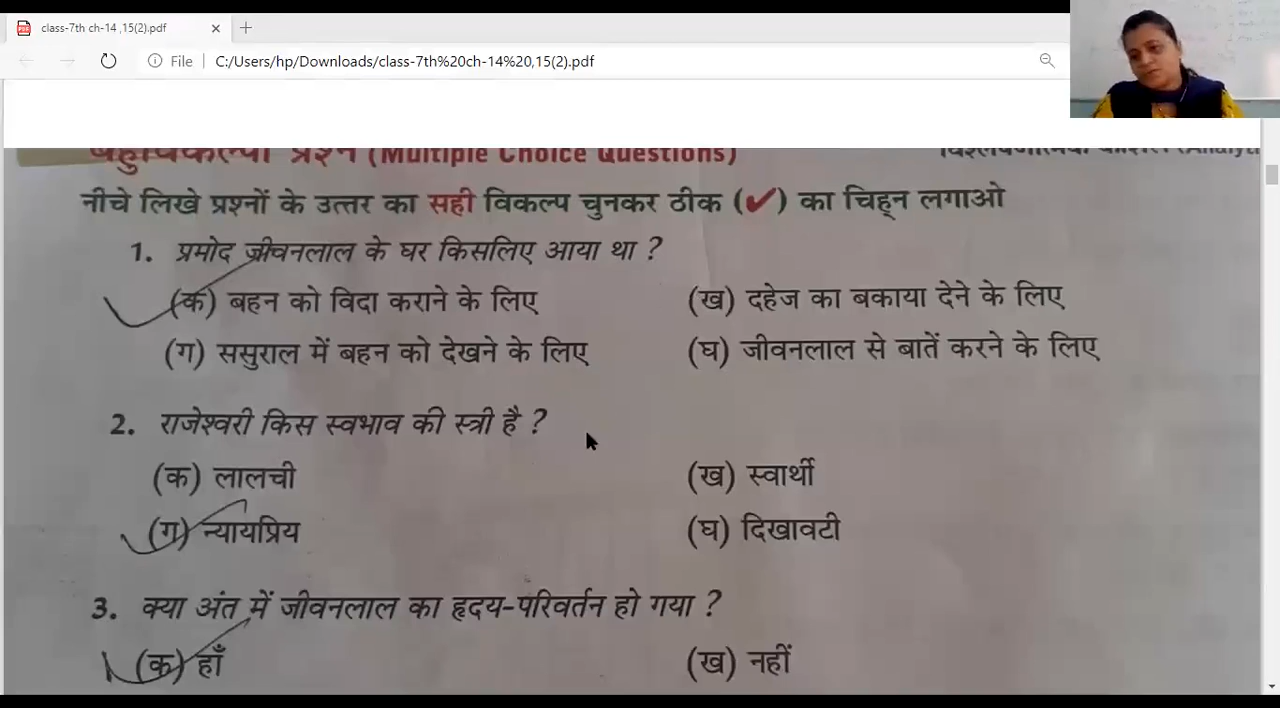 class-7th ch-14 ,15(2).pdf
File C:/Users/hp/Downloads/class-7th%20ch-14%20,15(2).pdf
बहुविकल्पी प्रश्न (Multiple Choice Questions)
नीचे लिखे प्रश्नों के उत्तर का सही विकल्प चुनकर ठीक (✓) का चिह्न लगाओ
1. प्रमोद जीवनलाल के घर किसलिए आया था ?
(क) बहन को विदा कराने के लिए (ख) दहेज का बकाया देने के लिए
(ग) ससुराल में बहन को देखने के लिए (घ) जीवनलाल से बातें करने के लिए
2. राजेश्वरी किस स्वभाव की स्त्री है ?
(क) लालची (ख) स्वार्थी
(ग) न्यायप्रिय (घ) दिखावटी
3. क्या अंत में जीवनलाल का हृदय-परिवर्तन हो गया ?
(क) हाँ (ख) नहीं